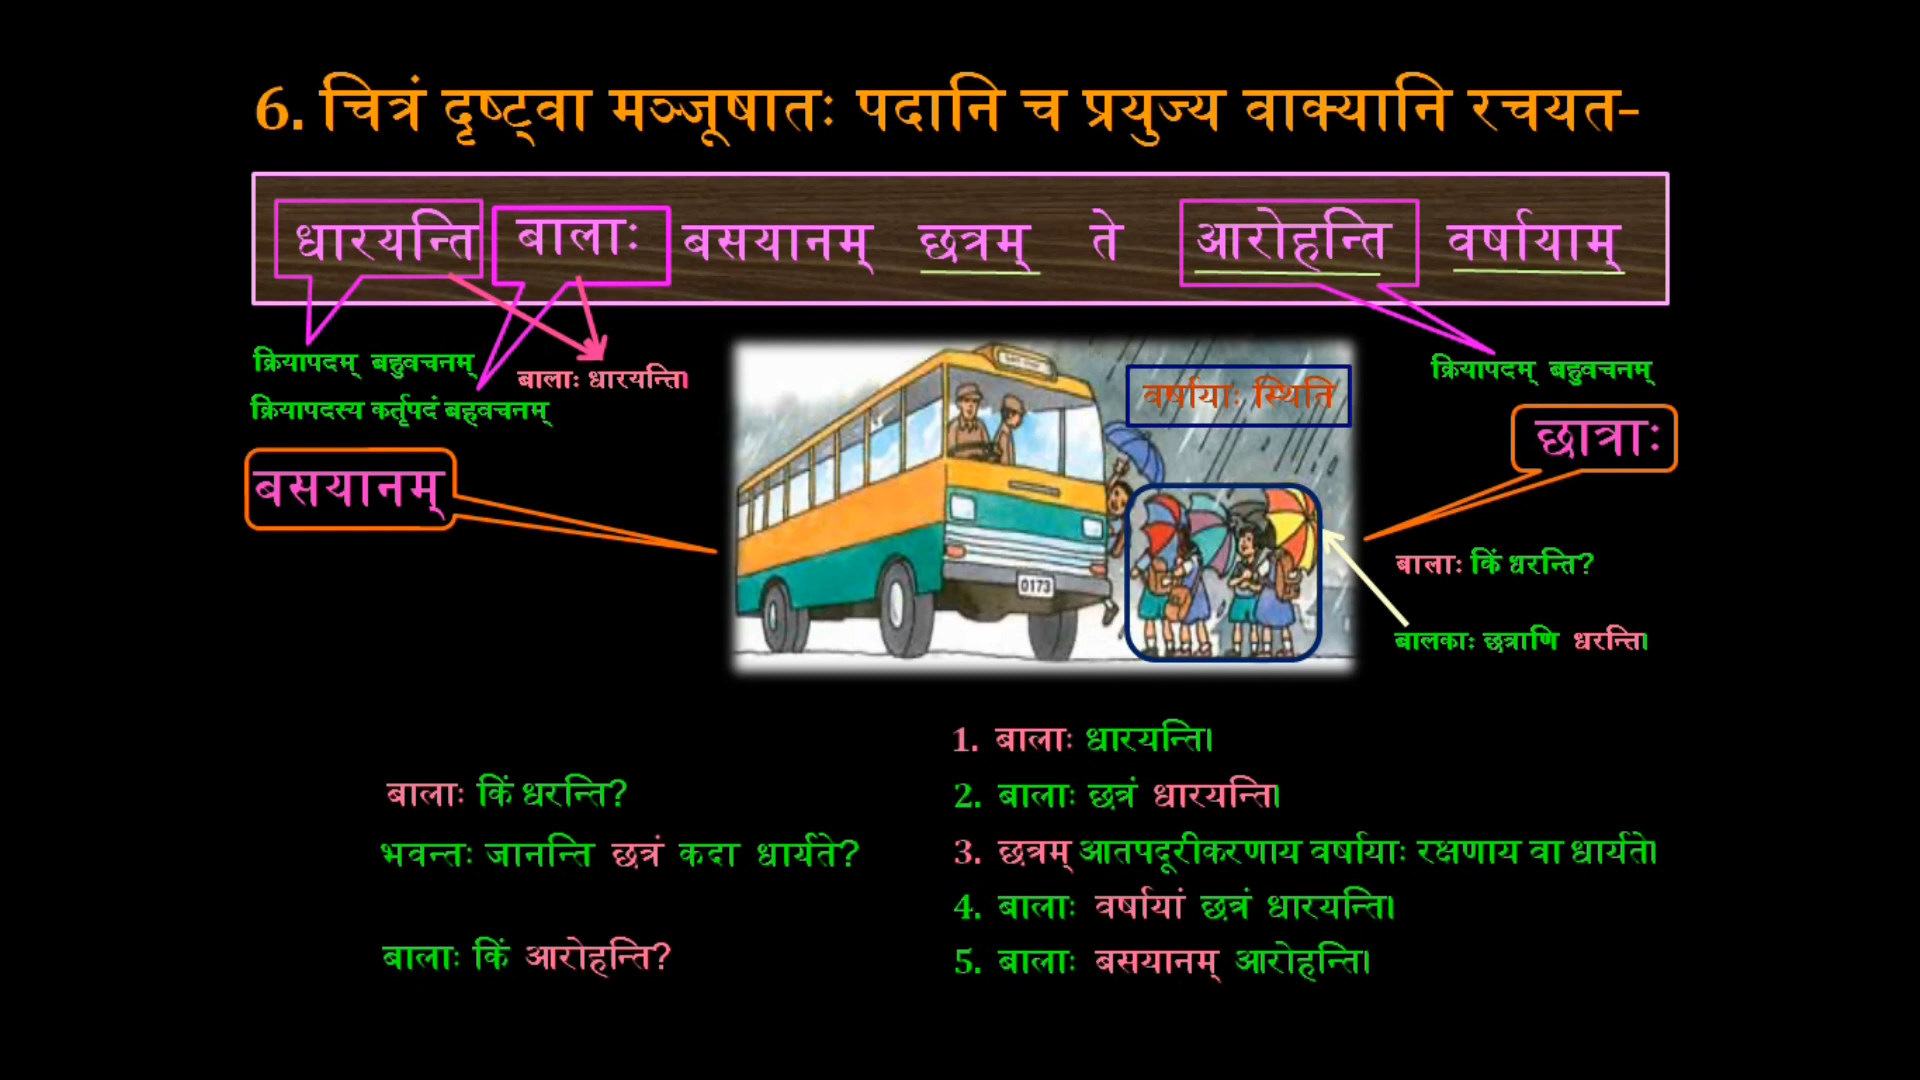 6. चित्रं दृष्ट्वा मञ्जूषातः पदानि च प्रयुज्य वाक्यानि रचयत-
धारयन्ति बालाः बसयानम् छत्रम् ते आरोहन्ति वर्षायाम्
क्रियापदम् बहुवचनम्
क्रियापदस्य कर्तृपदं बहुवचनम्
बालाः धारयन्ति।
वर्षायाः स्थिति
क्रियापदम् बहुवचनम्
छात्राः
बसयानम्
0173
बालाः किं धरन्ति?
बालकाः छत्राणि धरन्ति।
बालाः किं धरन्ति?
भवन्तः जानन्ति छत्रं कदा धार्यते?
बालाः किं आरोहन्ति?
1. बालाः धारयन्ति।
2. बालाः छत्रं धारयन्ति।
3. छत्रम् आतपदूरीकरणाय वर्षायाः रक्षणाय वा धार्यते।
4. बालाः वर्षायां छत्रं धारयन्ति।
5. बालाः बसयानम् आरोहन्ति।